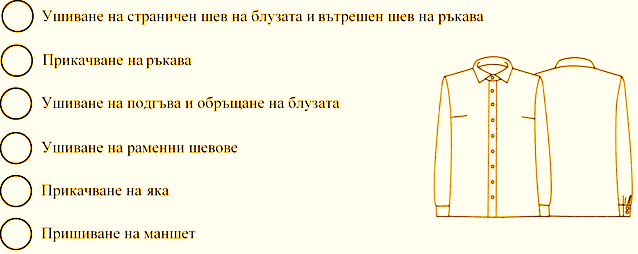 Ушиване на страничен шев на блузата и вътрешен шев на ръкава
Прикачване на ръкава
Ушиване на подгъва и обръщане на блузата
Ушиване на раменни шевове
Прикачване на яка
Пришиване на маншет